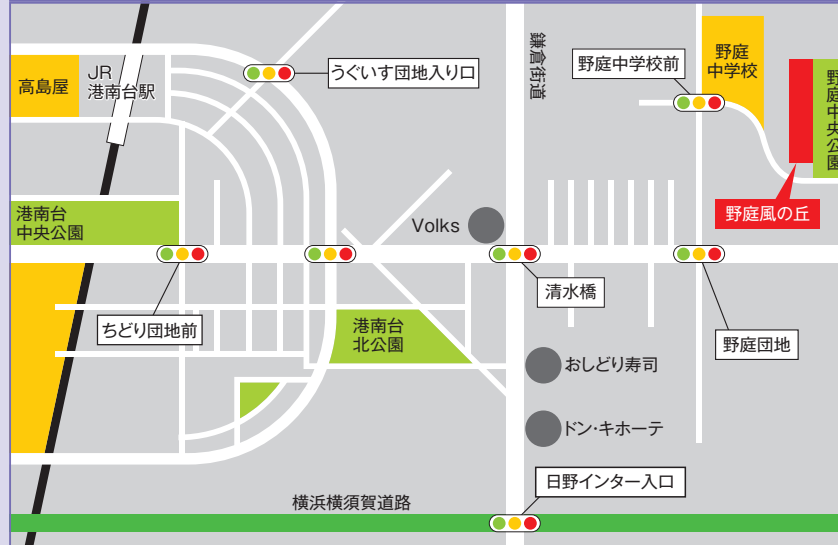 高島屋
JR
港南台駅
うぐいす団地入り口
鎌倉街道
野庭中学校前
野庭
中学校
野庭中央公園
野庭風の丘
港南台
中央公園
Volks
ちどり団地前
清水橋
港南台
北公園
野庭団地
おしどり寿司
ドン・キホーテ
日野インター入口
横浜横須賀道路